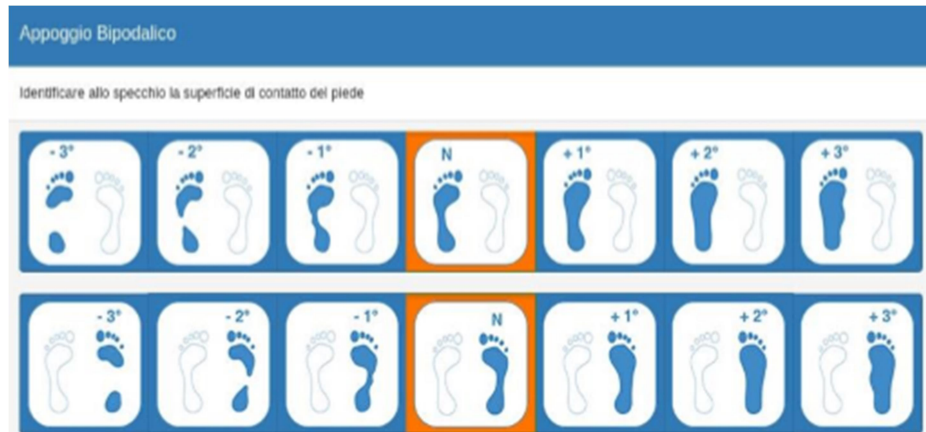 Appoggio Bipodalico
Identificare allo specchio la superficie di contatto del piede
- 3° - 2° - 1° N + 1° + 2° + 3°
- 3° - 2° - 1° N + 1° + 2° + 3°